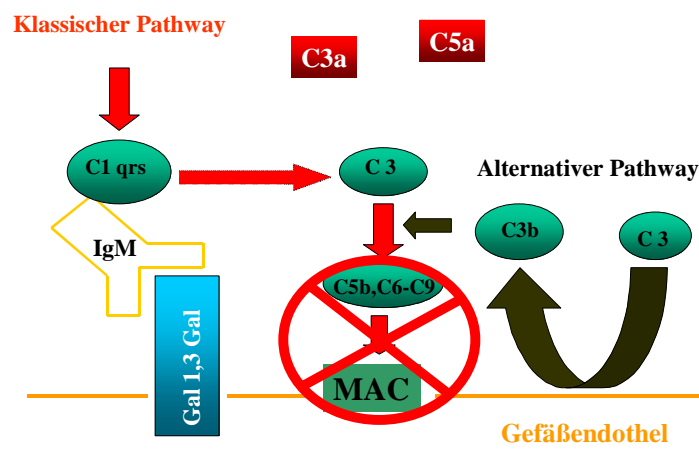 Klassischer Pathway
C3a
C5a
C1 qrs
C 3
Alternativer Pathway
IgM
C3b
C 3
C5b,C6-C9
Gal 1,3 Gal
MAC
Gefäßendothel